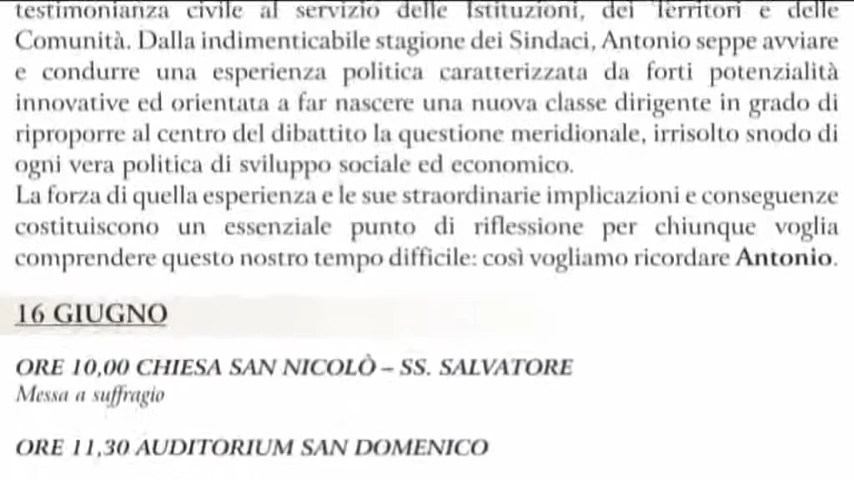 testimonianza civile al servizio delle Istituzioni, dei Territori e delle
Comunità. Dalla indimenticabile stagione dei Sindaci, Antonio seppe avviare
e condurre una esperienza politica caratterizzata da forti potenzialità
innovative ed orientata a far nascere una nuova classe dirigente in grado di
riproporre al centro del dibattito la questione meridionale, irrisolto snodo di
ogni vera politica di sviluppo sociale ed economico.
La forza di quella esperienza e le sue straordinarie implicazioni e conseguenze
costituiscono un essenziale punto di riflessione per chiunque voglia
comprendere questo nostro tempo difficile: così vogliamo ricordare Antonio.
16 GIUGNO
ORE 10,00 CHIESA SAN NICOLÒ – SS. SALVATORE
Messa a suffragio
ORE 11,30 AUDITORIUM SAN DOMENICO